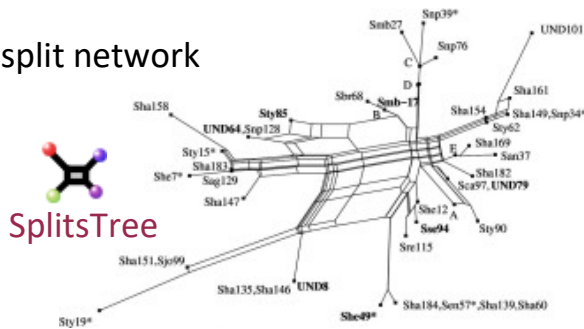 split network
SplitsTree
Snp39*
Smb27
UND101
Snp76
C
D
Sbr68
Smb-17
B
Sha161
Sha158
Sty85
Sha154
Sha149,Snp34*
UND64,Snp128
Sty62
Sty15*
E
Sha169
San37
Sha183
She7*
Sag129
Sha182
Sca97, UND79
Sha147
She12
A
Sse94
Sty90
Sre115
Sha151,Sjo99
Sha135,Sha146
UND8
Sha184,Sen57*,Sha139,Sha60
She49*
Sty19*